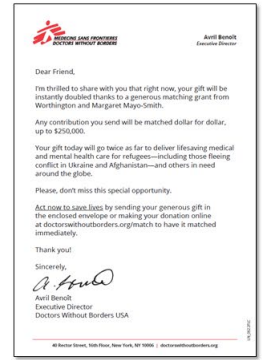 MEDECINS SANS FRONTIERES
DOCTORS WITHOUT BORDERS
Avril Benoît
Executive Director
Dear Friend,
I'm thrilled to share with you that right now, your gift will be
instantly doubled thanks to a generous matching grant from
Worthington and Margaret Mayo-Smith.
Any contribution you send will be matched dollar for dollar,
up to $250,000.
Your gift today will go twice as far to deliver lifesaving medical
and mental health care for refugees—including those fleeing
conflict in Ukraine and Afghanistan—and others in need
around the globe.
Please, don't miss this special opportunity.
Act now to save lives by sending your generous gift in
the enclosed envelope or making your donation online
at doctorswithoutborders.org/match to have it matched
immediately.
Thank you!
Sincerely,
Avril Benoît
Executive Director
Doctors Without Borders USA
40 Rector Street, 16th Floor, New York, NY 10006 | doctorswithoutborders.org